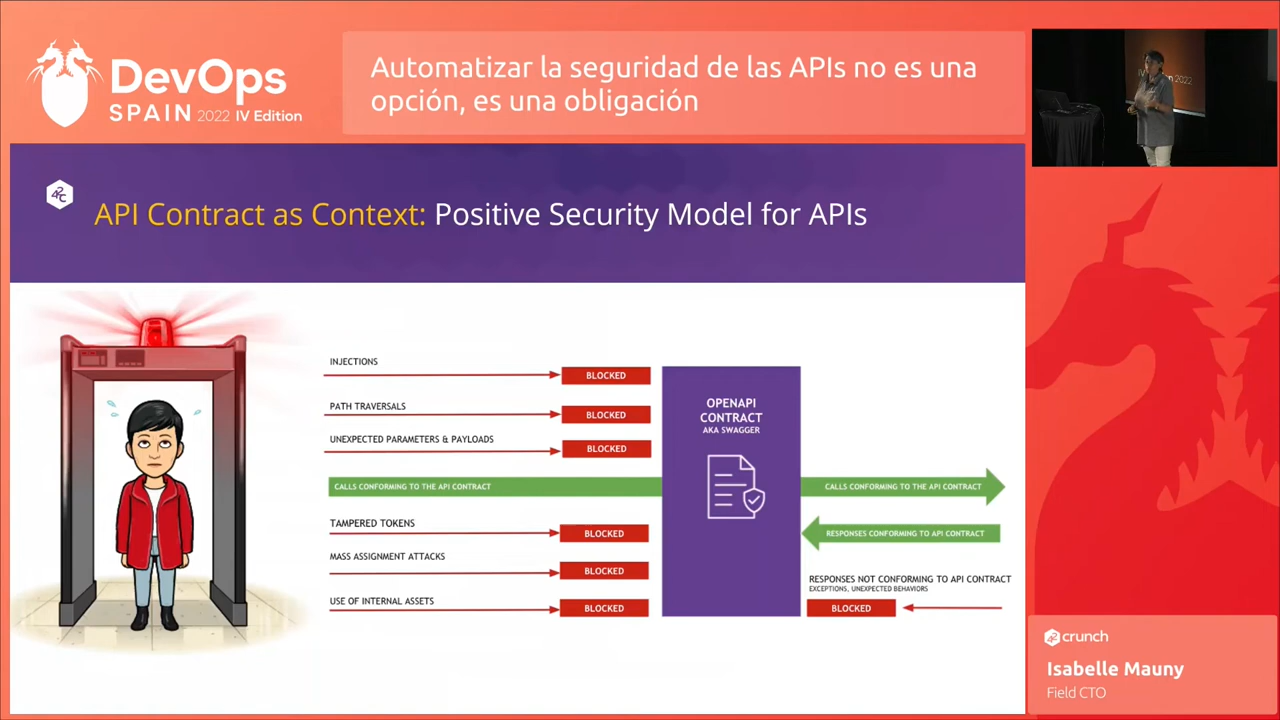 DevOps
SPAIN 2022 IV Edition
Automatizar la seguridad de las APIs no es una
opción, es una obligación
42C
API Contract as Context: Positive Security Model for APIs
INJECTIONS
BLOCKED
PATH TRAVERSALS
BLOCKED
UNEXPECTED PARAMETERS & PAYLOADS
BLOCKED
CALLS CONFORMING TO THE API CONTRACT
TAMPERED TOKENS
BLOCKED
MASS ASSIGNMENT ATTACKS
BLOCKED
USE OF INTERNAL ASSETS
BLOCKED
OPENAPI
CONTRACT
AKA SWAGGER
CALLS CONFORMING TO THE API CONTRACT
RESPONSES CONFORMING TO API CONTRACT
RESPONSES NOT CONFORMING TO API CONTRACT
EXCEPTIONS, UNEXPECTED BEHAVIORS
BLOCKED
42crunch
Isabelle Mauny
Field CTO